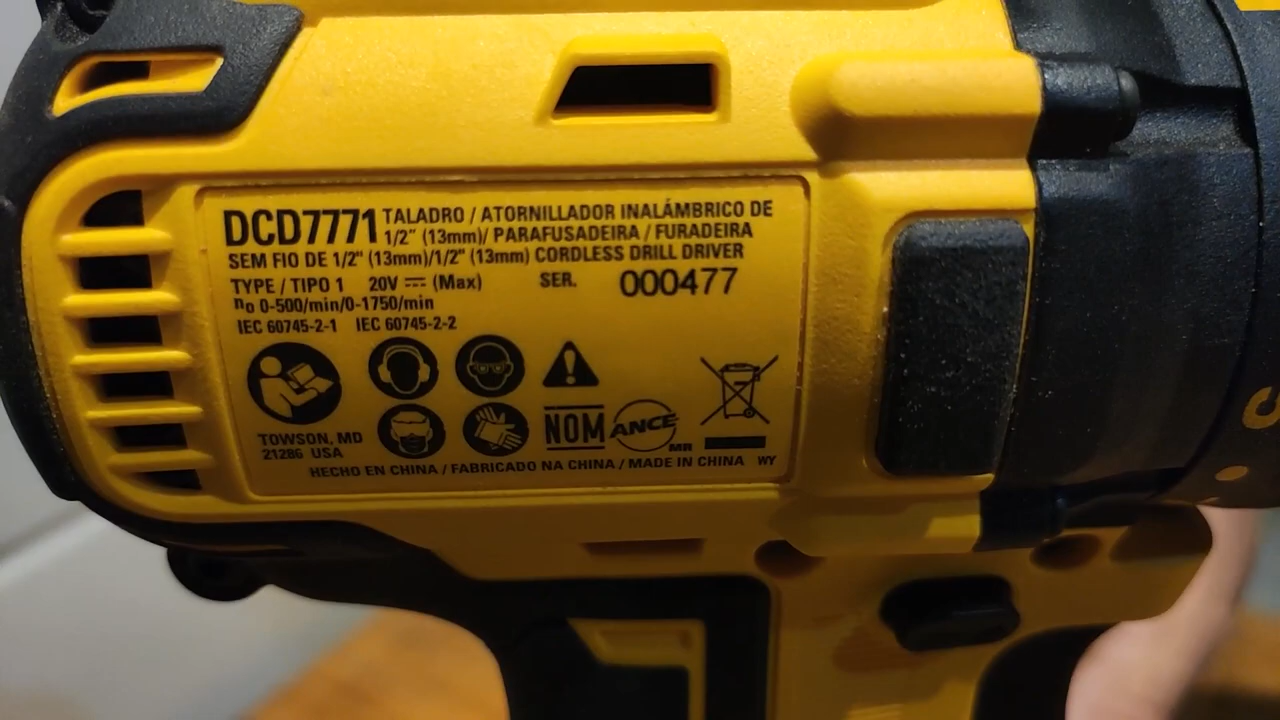 DCD7771 TALADRO / ATORNILLADOR INALÁMBRICO DE
1/2" (13mm)/ PARAFUSADEIRA / FURADEIRA
SEM FIO DE 1/2" (13mm)/1/2" (13mm) CORDLESS DRILL DRIVER
TYPE / TIPO 1 20V ⎓ (Max) SER. 000477
n₀ 0-500/min/0-1750/min
IEC 60745-2-1 IEC 60745-2-2
NOM ANCE MR
TOWSON, MD
21286 USA
HECHO EN CHINA / FABRICADO NA CHINA / MADE IN CHINA WY